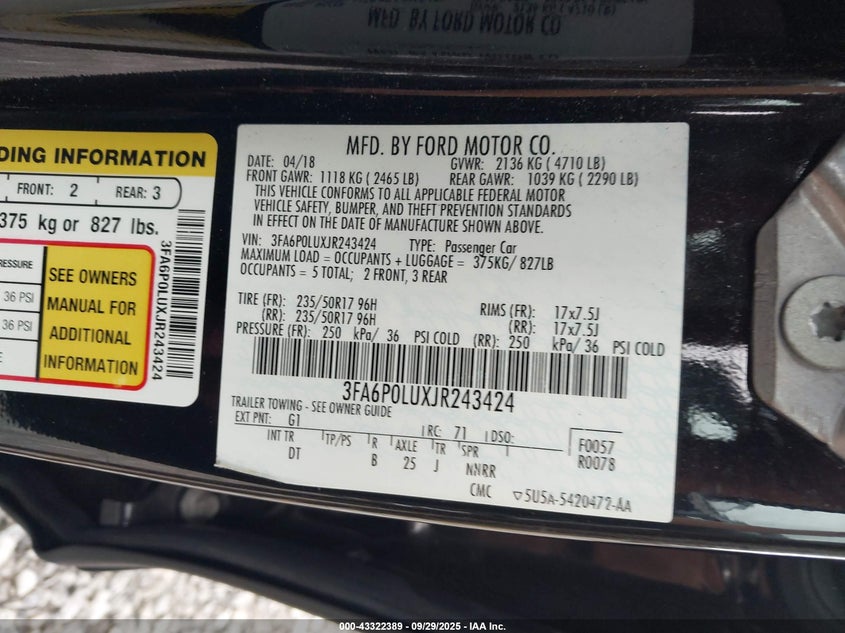 MFD. BY FORD MOTOR CO.
DING INFORMATION
FRONT: 2 REAR: 3
375 kg or 827 lbs.
36 PSI
36 PSI
SEE OWNERS
MANUAL FOR
ADDITIONAL
INFORMATION
3FA6P0LUXJR243424
MFD. BY FORD MOTOR CO.
DATE: 04/18 GVWR: 2136 KG ( 4710 LB)
FRONT GAWR: 1118 KG ( 2465 LB) REAR GAWR: 1039 KG ( 2290 LB)
THIS VEHICLE CONFORMS TO ALL APPLICABLE FEDERAL MOTOR
VEHICLE SAFETY, BUMPER, AND THEFT PREVENTION STANDARDS
IN EFFECT ON THE DATE OF MANUFACTURE SHOWN ABOVE.
VIN: 3FA6P0LUXJR243424 TYPE: Passenger Car
MAXIMUM LOAD = OCCUPANTS + LUGGAGE = 375KG/ 827LB
OCCUPANTS = 5 TOTAL; 2 FRONT, 3 REAR
TIRE (FR): 235/50R17 96H RIMS (FR): 17x7.5J
(RR): 235/50R17 96H (RR): 17x7.5J
PRESSURE (FR): 250 kPa/ 36 PSI COLD (RR): 250 kPa/ 36 PSI COLD
3FA6P0LUXJR243424
TRAILER TOWING - SEE OWNER GUIDE
EXT PNT: G1 RC: 71 DSO: F0057
INT TR TP/PS R AXLE TR SPR R0078
DT B 25 J NNRR
CMC ▽5U5A-5420472-AA
000-43322389 - 09/29/2025 - IAA Inc.